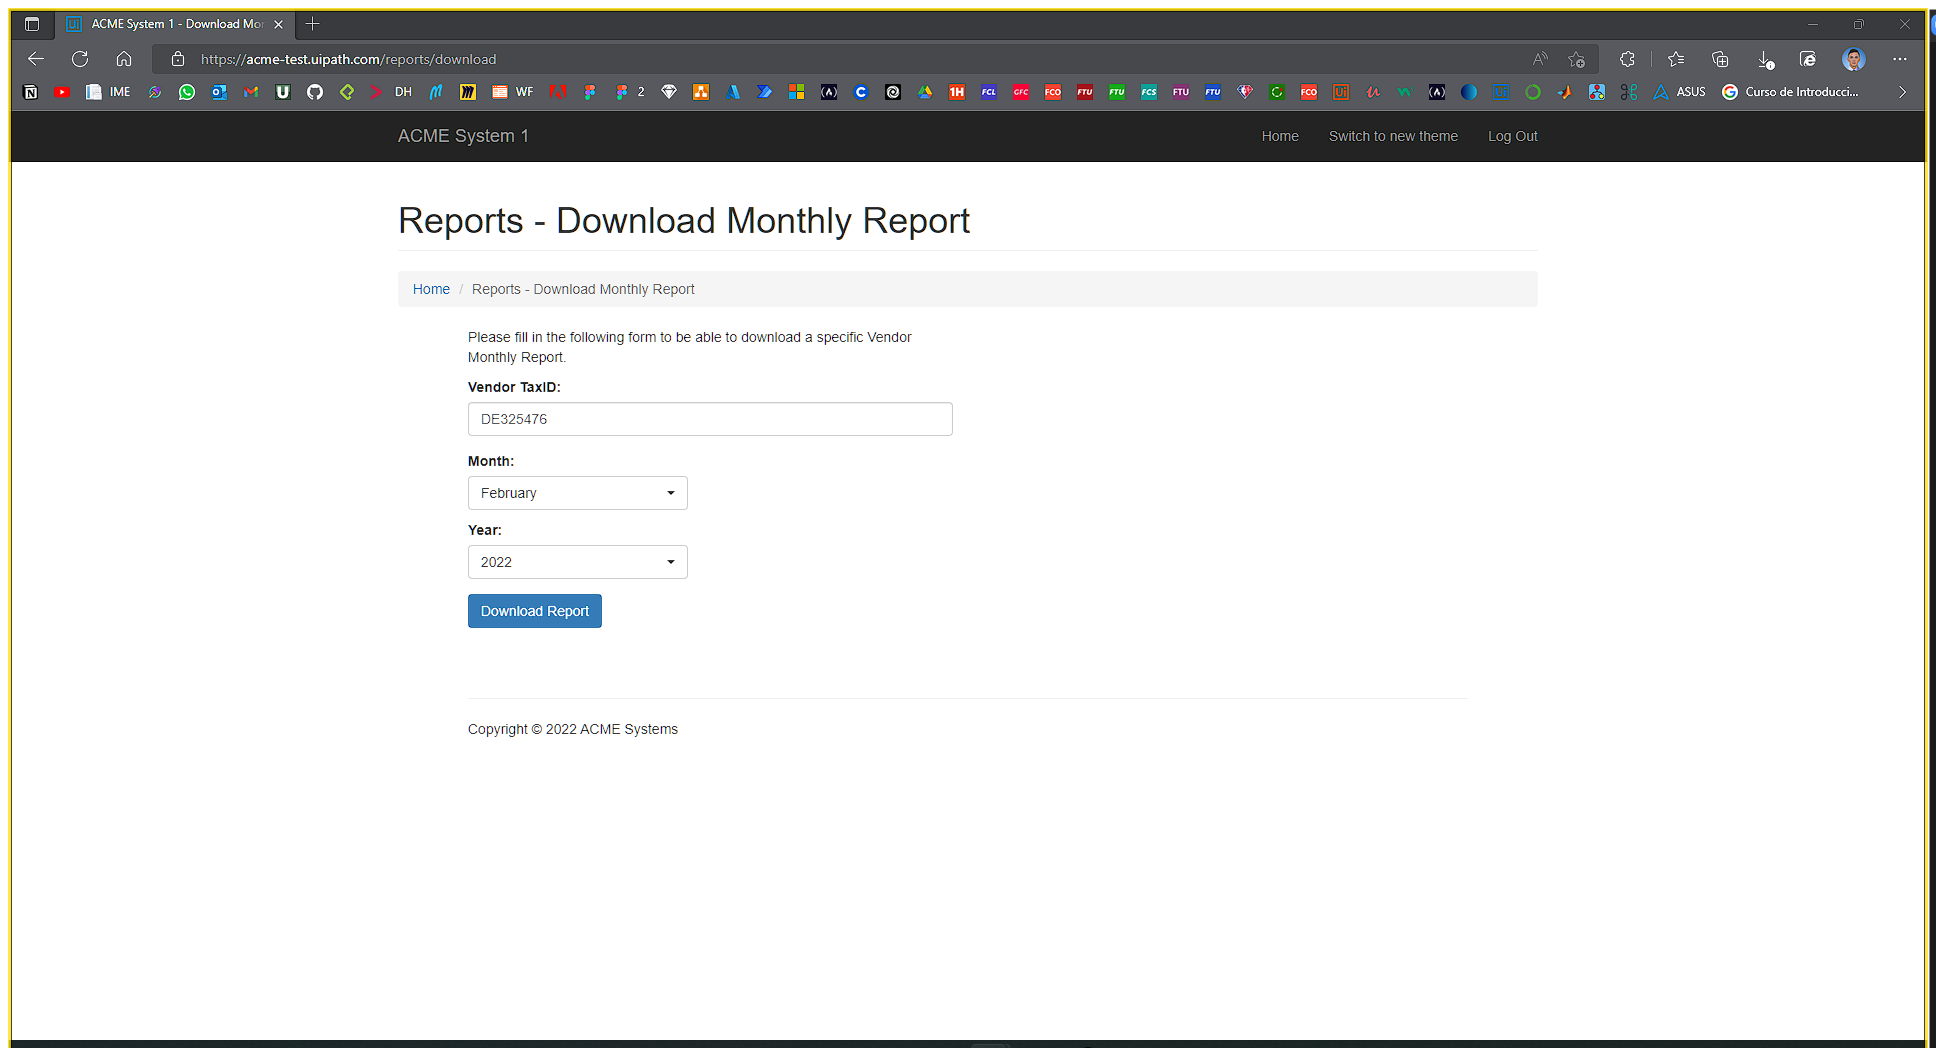 ACME System 1 - Download Mor
https://acme-test.uipath.com/reports/download
IME DH WF 2 1H FCL GFC FCO FTU FTU FCS FTU FTU FCO ASUS Curso de Introducci...
ACME System 1 Home Switch to new theme Log Out
Reports - Download Monthly Report
Home / Reports - Download Monthly Report
Please fill in the following form to be able to download a specific Vendor
Monthly Report.
Vendor TaxID:
DE325476
Month:
February
Year:
2022
Download Report
Copyright © 2022 ACME Systems